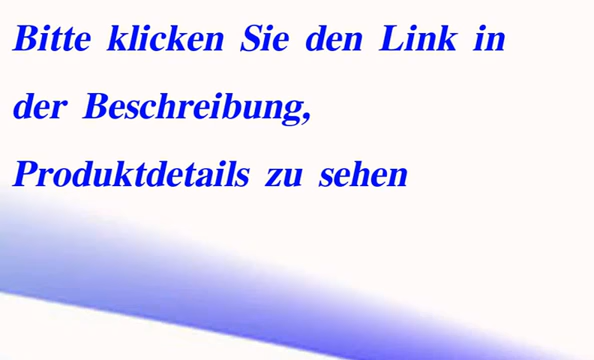 Bitte klicken Sie den Link in
der Beschreibung,
Produktdetails zu sehen